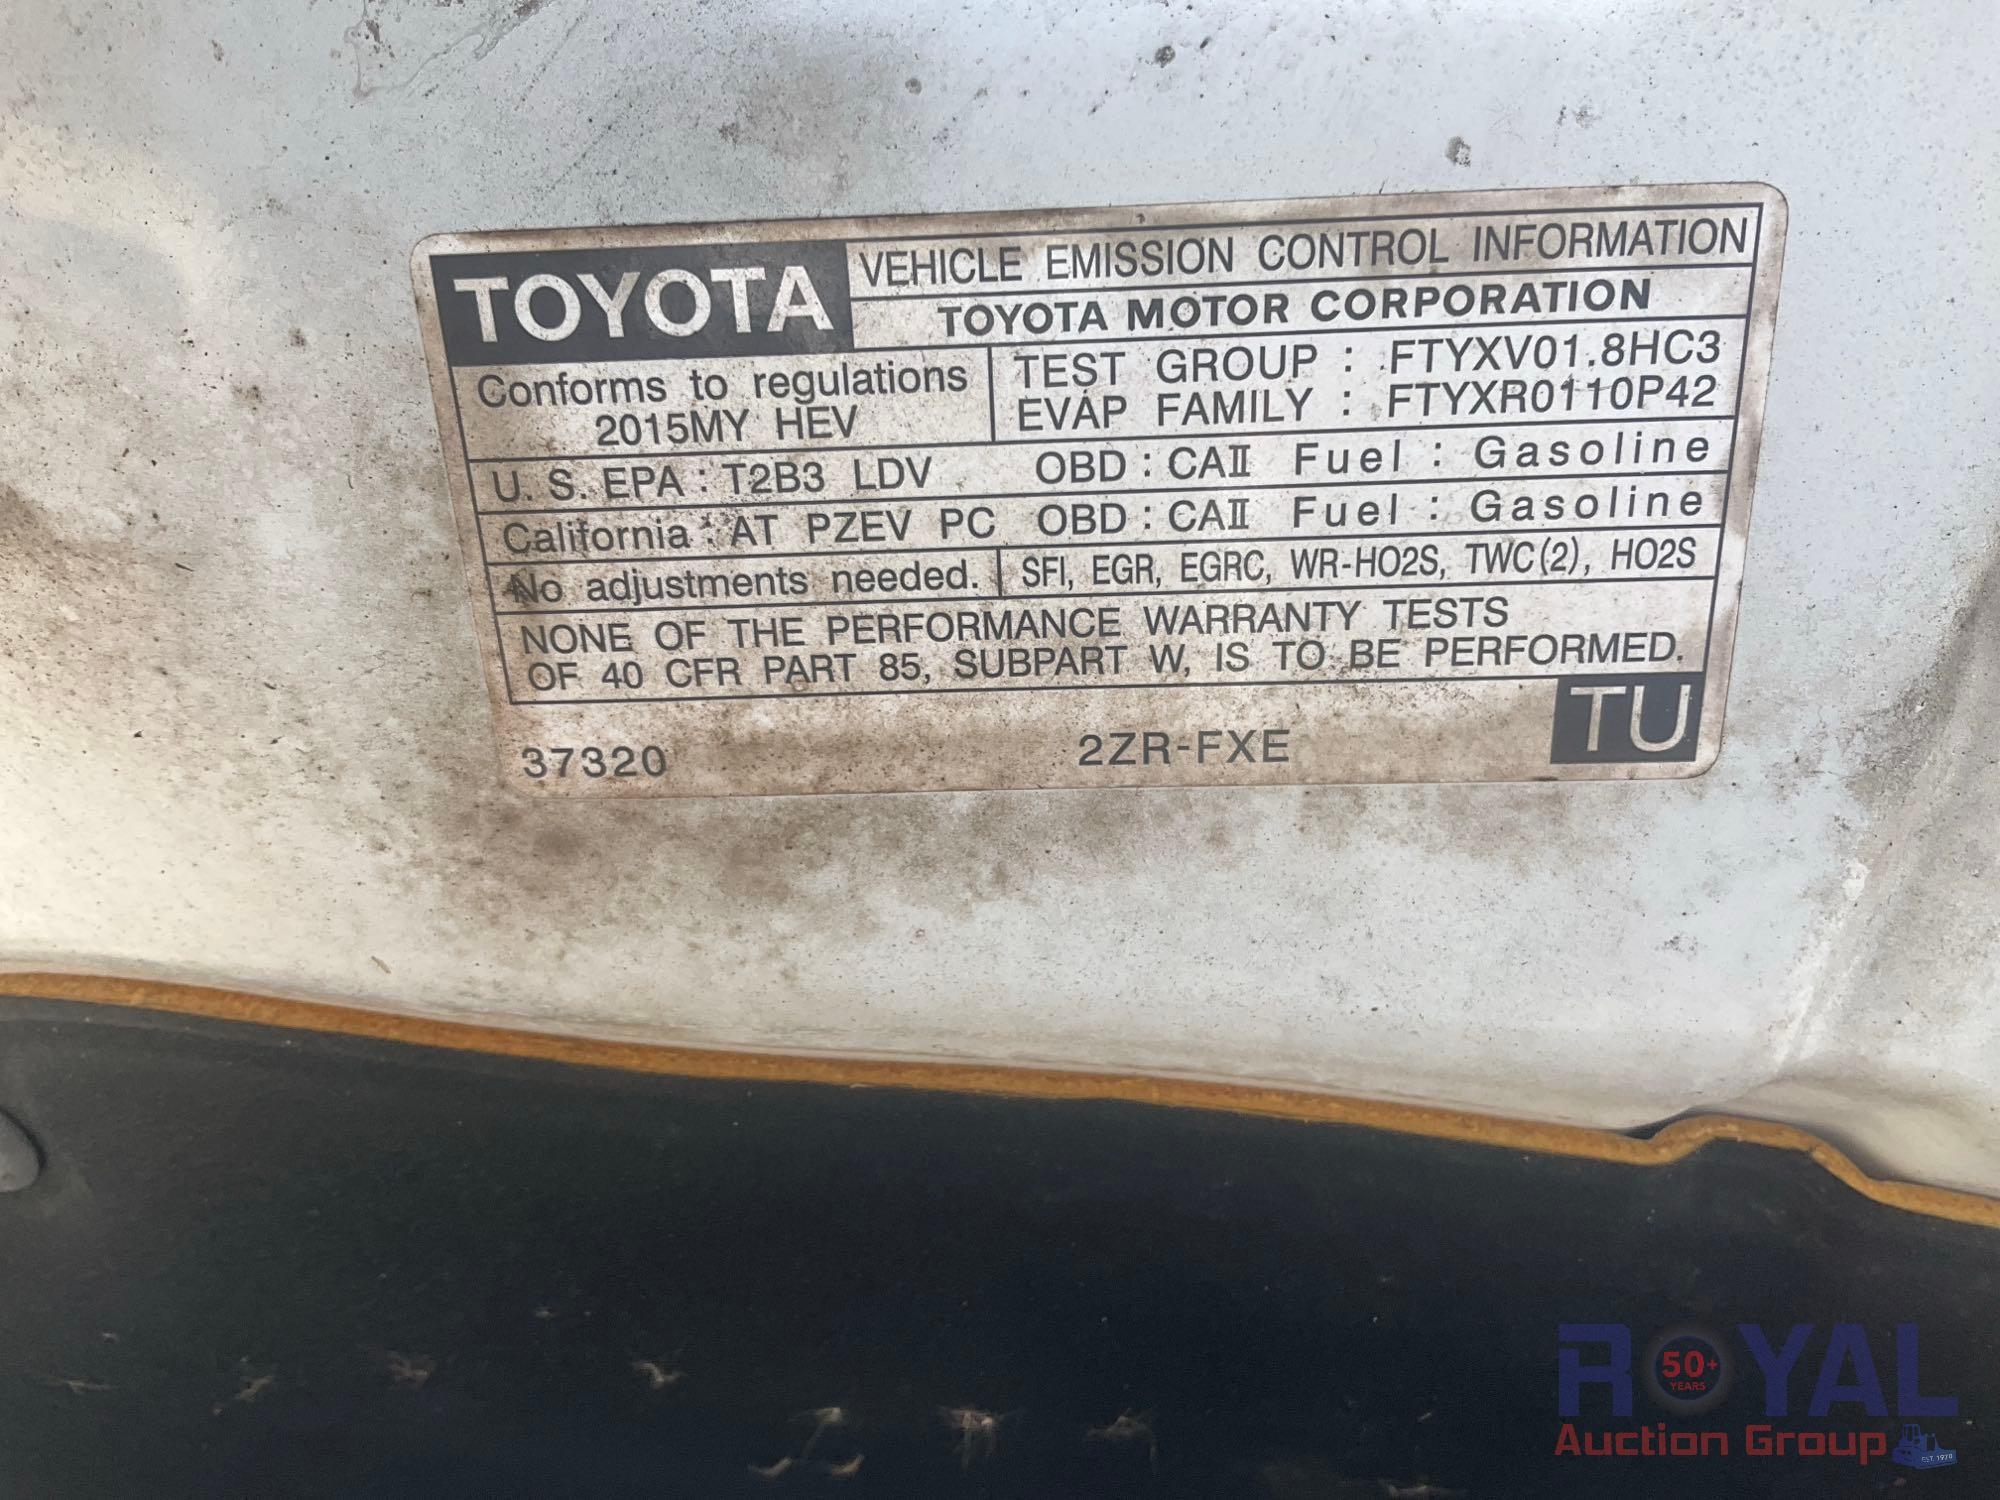 TOYOTA
VEHICLE EMISSION CONTROL INFORMATION
TOYOTA MOTOR CORPORATION
Conforms to regulations
2015MY HEV
TEST GROUP : FTYXV01.8HC3
EVAP FAMILY : FTYXR0110P42
U. S. EPA : T2B3 LDV OBD : CAII Fuel : Gasoline
California : AT PZEV PC OBD : CAII Fuel : Gasoline
No adjustments needed. SFI, EGR, EGRC, WR-HO2S, TWC(2), HO2S
NONE OF THE PERFORMANCE WARRANTY TESTS
OF 40 CFR PART 85, SUBPART W, IS TO BE PERFORMED.
37320 2ZR-FXE TU
ROYAL
50+
YEARS
Auction Group
EST. 1970